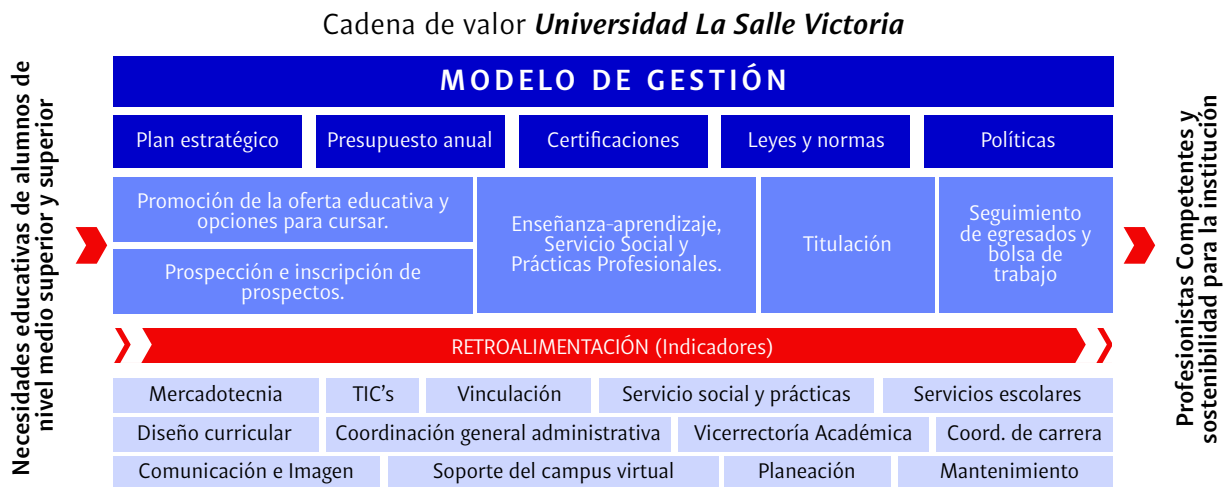 Cadena de valor Universidad La Salle Victoria
Necesidades educativas de alumnos de
nivel medio superior y superior
MODELO DE GESTIÓN
Plan estratégico
Presupuesto anual
Certificaciones
Leyes y normas
Políticas
Promoción de la oferta educativa y
opciones para cursar.
Prospección e inscripción de
prospectos.
Enseñanza-aprendizaje,
Servicio Social y
Prácticas Profesionales.
Titulación
Seguimiento
de egresados y
bolsa de
trabajo
RETROALIMENTACIÓN (Indicadores)
Mercadotecnia
TIC's
Vinculación
Servicio social y prácticas
Servicios escolares
Diseño curricular
Coordinación general administrativa
Vicerrectoría Académica
Coord. de carrera
Comunicación e Imagen
Soporte del campus virtual
Planeación
Mantenimiento
Profesionistas Competentes y
sostenibilidad para la institución